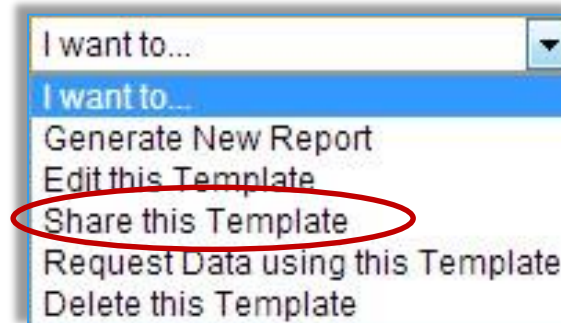 I want to...
I want to...
Generate New Report
Edit this Template
Share this Template
Request Data using this Template
Delete this Template